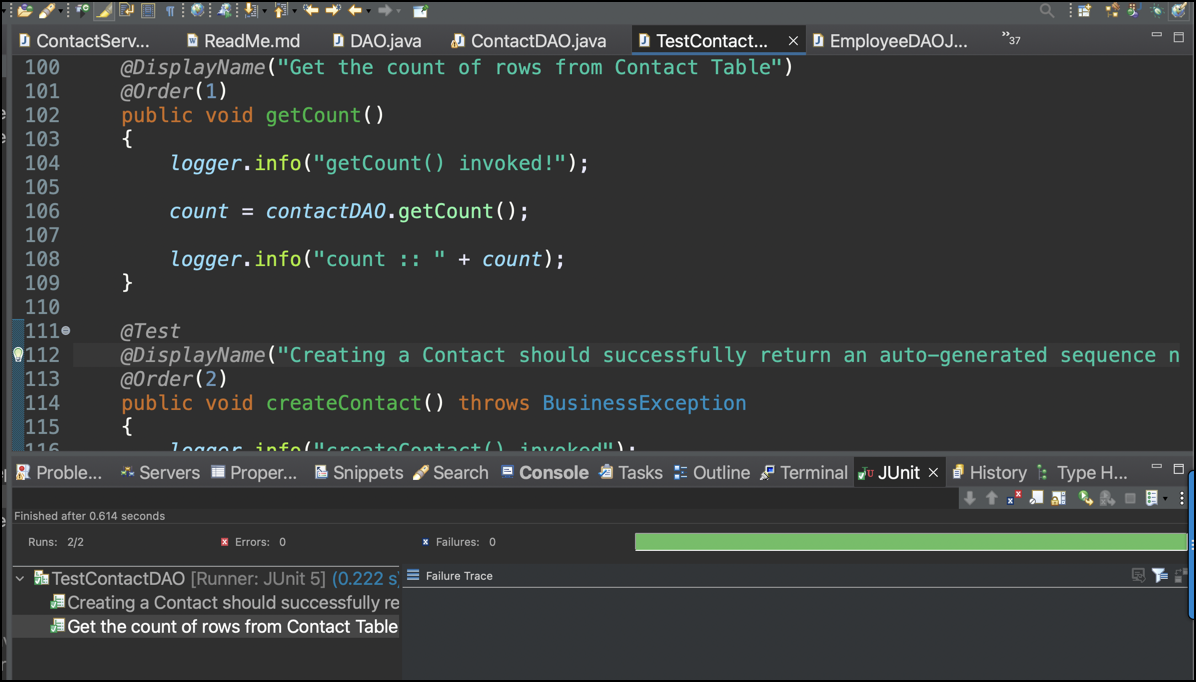 ContactServ... ReadMe.md DAO.java ContactDAO.java TestContact... EmployeeDAOJ... 37
100 @DisplayName("Get the count of rows from Contact Table")
101 @Order(1)
102 public void getCount()
103 {
104 logger.info("getCount() invoked!");
105
106 count = contactDAO.getCount();
107
108 logger.info("count :: " + count);
109 }
110
111 @Test
112 @DisplayName("Creating a Contact should successfully return an auto-generated sequence n
113 @Order(2)
114 public void createContact() throws BusinessException
115 {
116 logger.info("createContact() invoked");
Proble... Servers Proper... Snippets Search Console Tasks Outline Terminal JUnit History Type H...
Finished after 0.614 seconds
Runs: 2/2 Errors: 0 Failures: 0
TestContactDAO [Runner: JUnit 5] (0.222 s) Failure Trace
Creating a Contact should successfully re
Get the count of rows from Contact Table